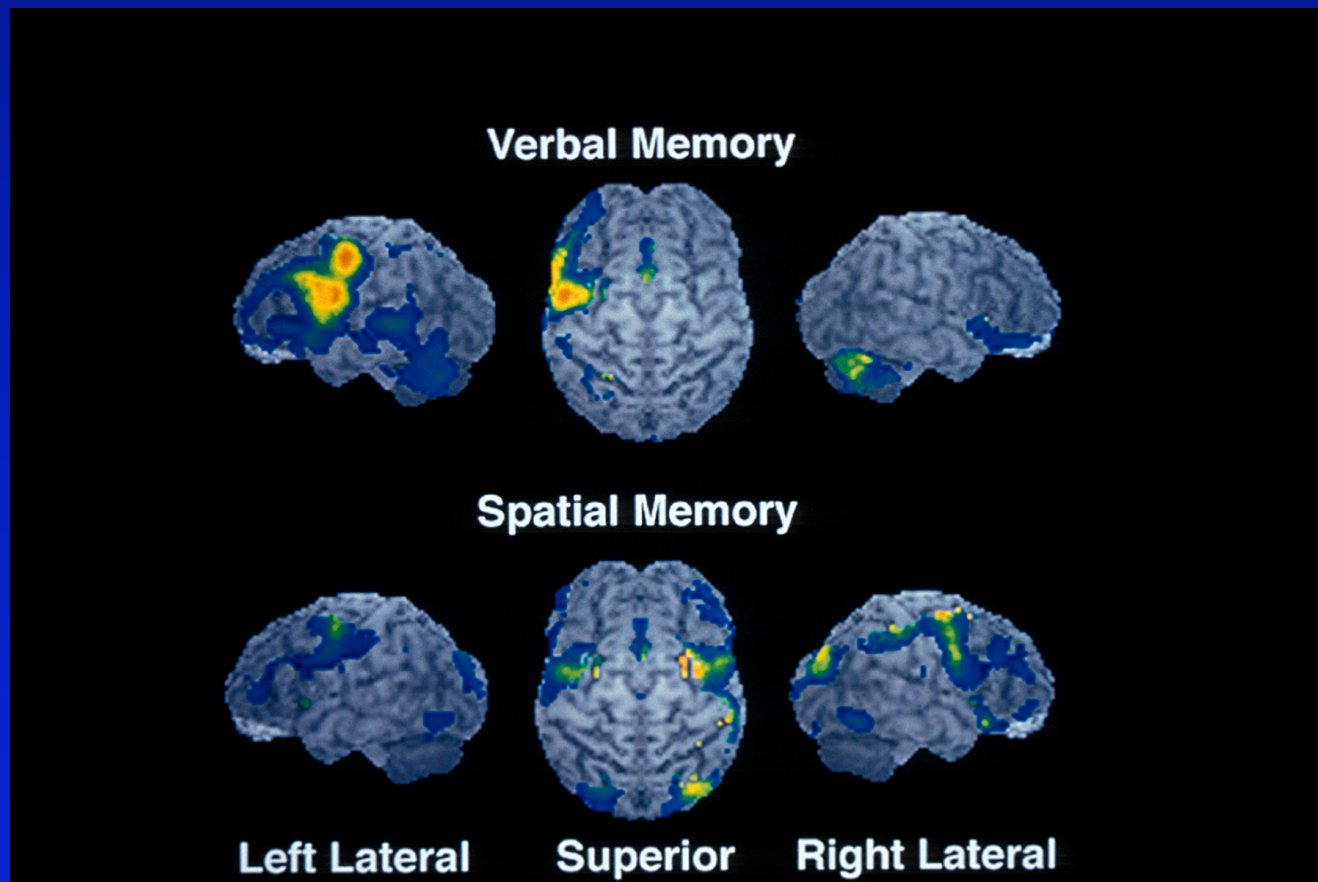 Verbal Memory
Spatial Memory
Left Lateral
Superior
Right Lateral